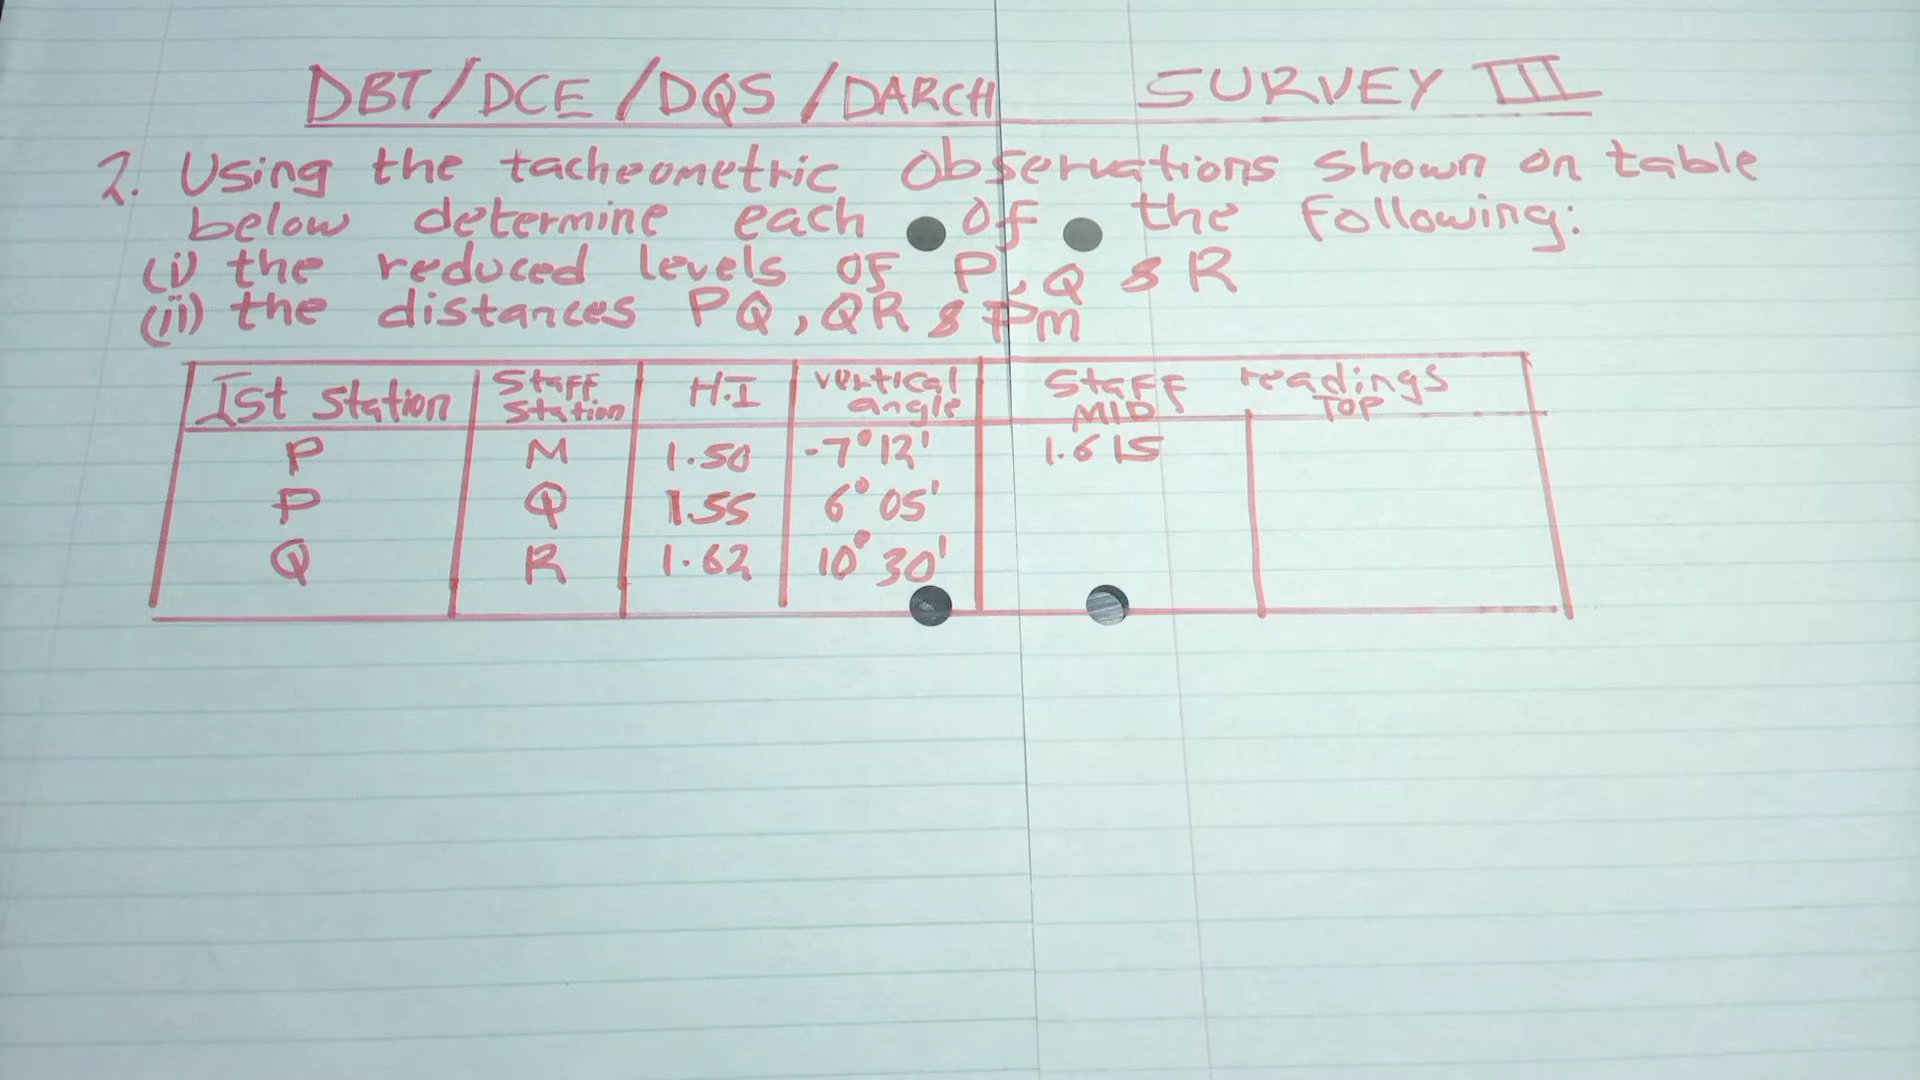 DBT/DCE/DQS/DARCH SURVEY III
2. Using the tacheometric observations shown on table
below determine each of the following:
(i) the reduced levels of P, Q & R
(ii) the distances PQ, QR & PM
Ist Station Staff Station H.I vertical angle Staff readings
MID TOP
P M 1.50 -7° 12' 1.615
P Q 1.55 6° 05'
Q R 1.62 10° 30'